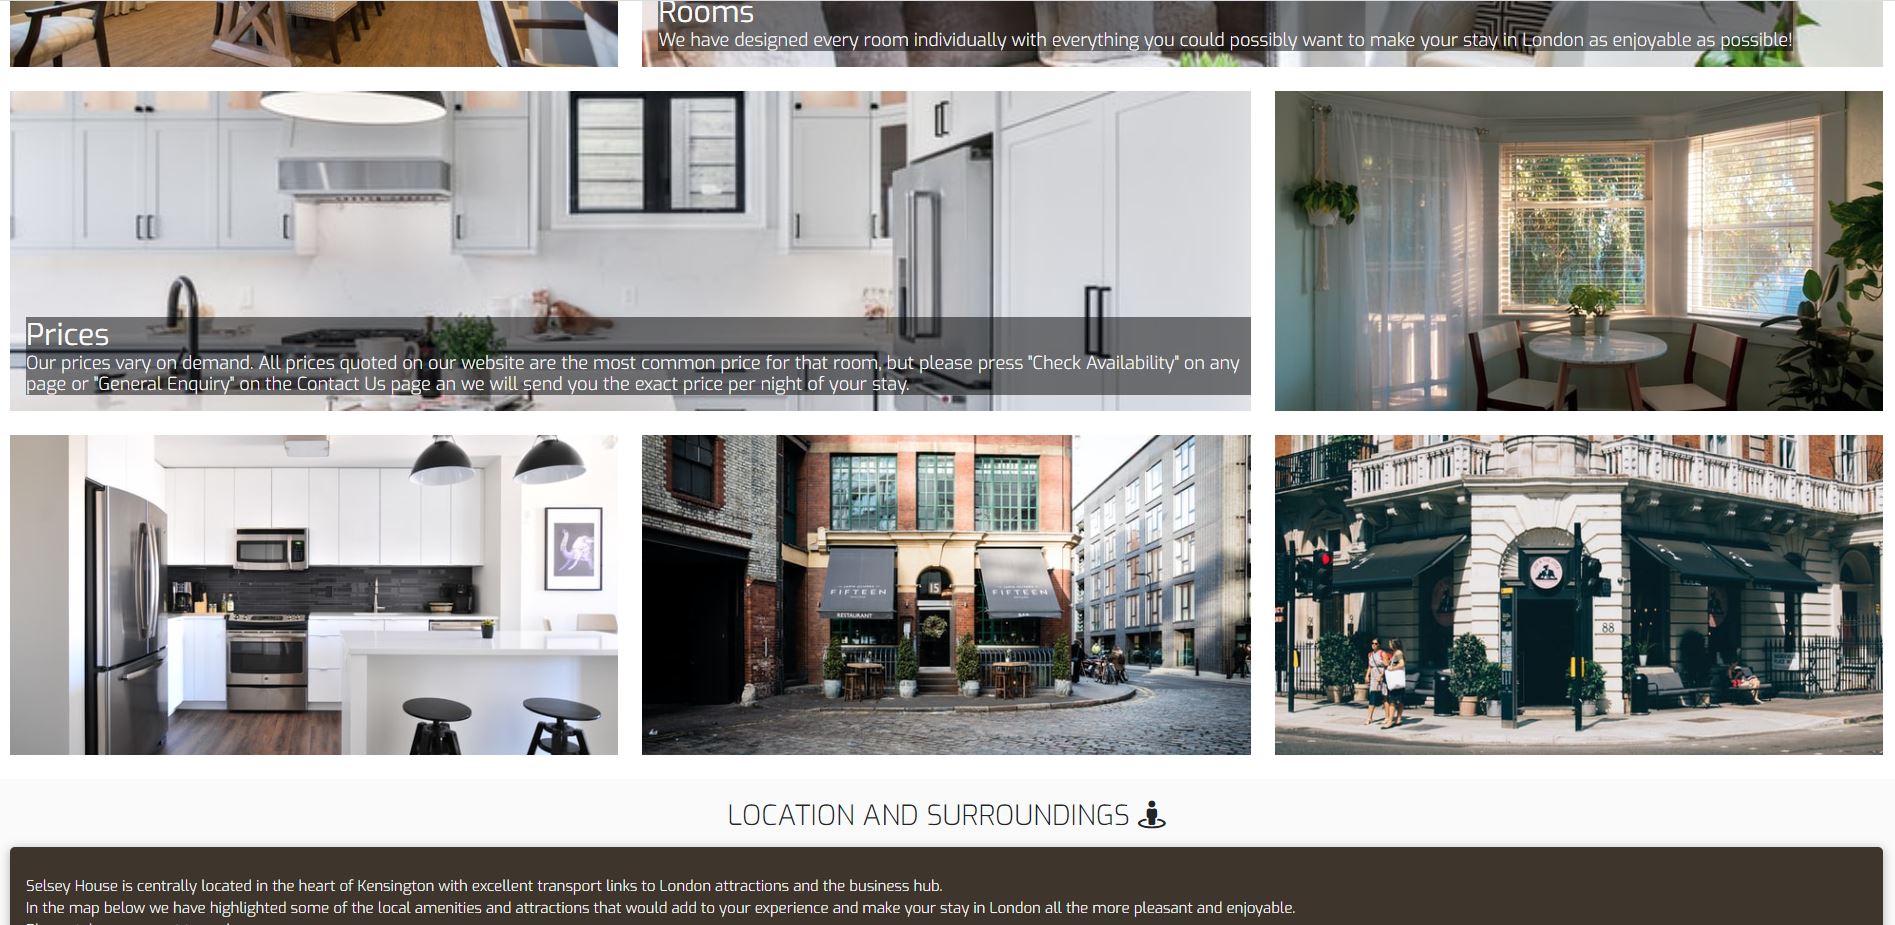 Rooms
We have designed every room individually with everything you could possibly want to make your stay in London as enjoyable as possible!
Prices
Our prices vary on demand. All prices quoted on our website are the most common price for that room, but please press "Check Availability" on any
page or "General Enquiry" on the Contact Us page an we will send you the exact price per night of your stay.
FIFTEEN
RESTAURANT
15
FIFTEEN
BAR
88
LOCATION AND SURROUNDINGS
Selsey House is centrally located in the heart of Kensington with excellent transport links to London attractions and the business hub.
In the map below we have highlighted some of the local amenities and attractions that would add to your experience and make your stay in London all the more pleasant and enjoyable.